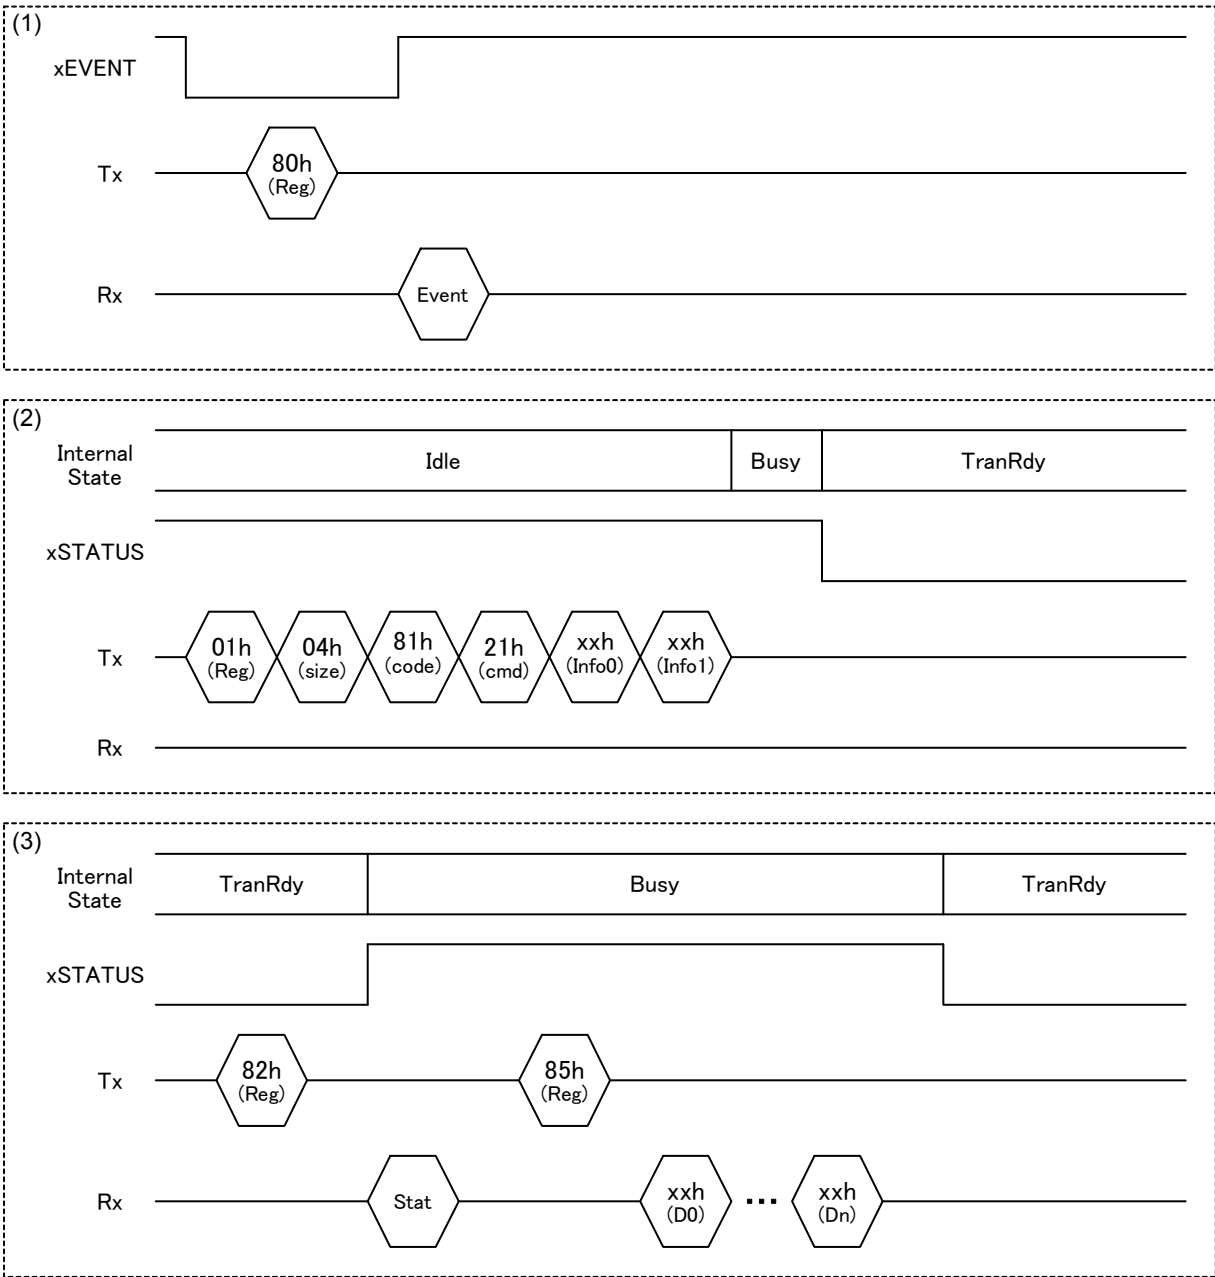 (1)
xEVENT
Tx
80h
(Reg)
Rx
Event
(2)
Internal
State
Idle
Busy
TranRdy
xSTATUS
Tx
01h
(Reg)
04h
(size)
81h
(code)
21h
(cmd)
xxh
(Info0)
xxh
(Info1)
Rx
(3)
Internal
State
TranRdy
Busy
TranRdy
xSTATUS
Tx
82h
(Reg)
85h
(Reg)
Rx
Stat
xxh
(D0)
...
xxh
(Dn)